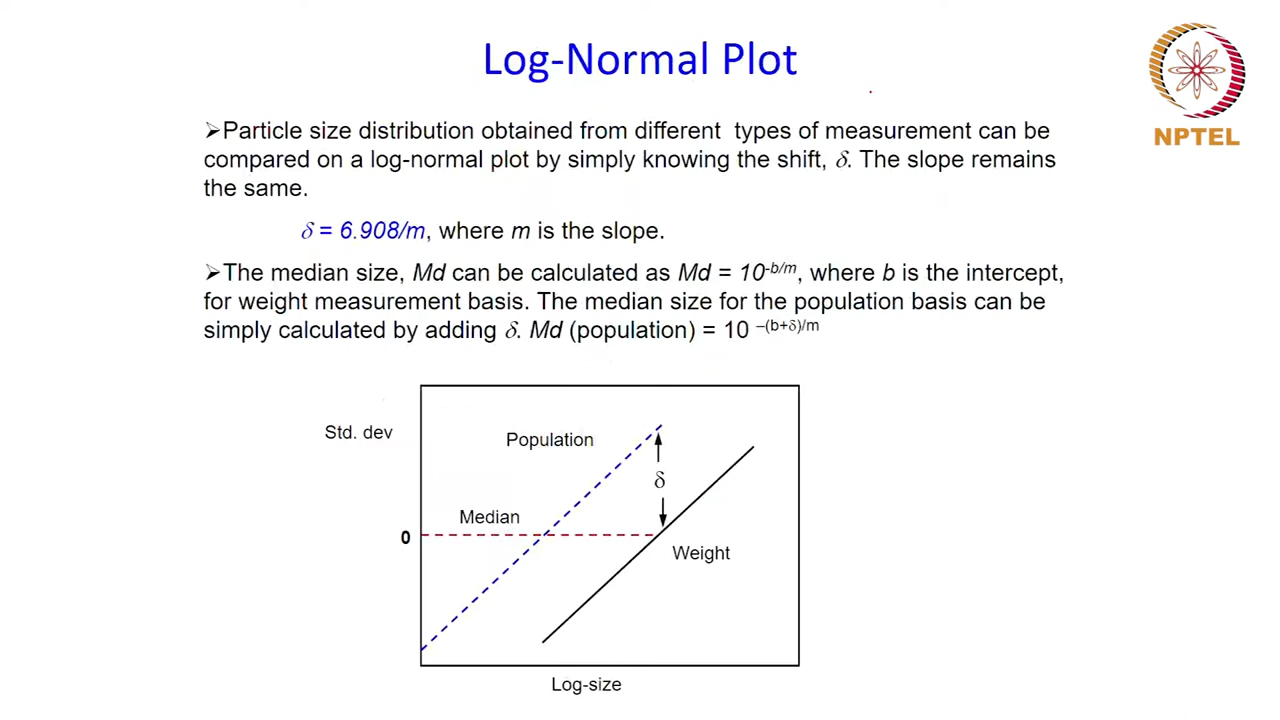 Log-Normal Plot
NPTEL
➢Particle size distribution obtained from different types of measurement can be
compared on a log-normal plot by simply knowing the shift, δ. The slope remains
the same.
δ = 6.908/m, where m is the slope.
➢The median size, Md can be calculated as Md = 10^-b/m, where b is the intercept,
for weight measurement basis. The median size for the population basis can be
simply calculated by adding δ. Md (population) = 10 ^–(b+δ)/m
Std. dev
Population
δ
Median
0
Weight
Log-size